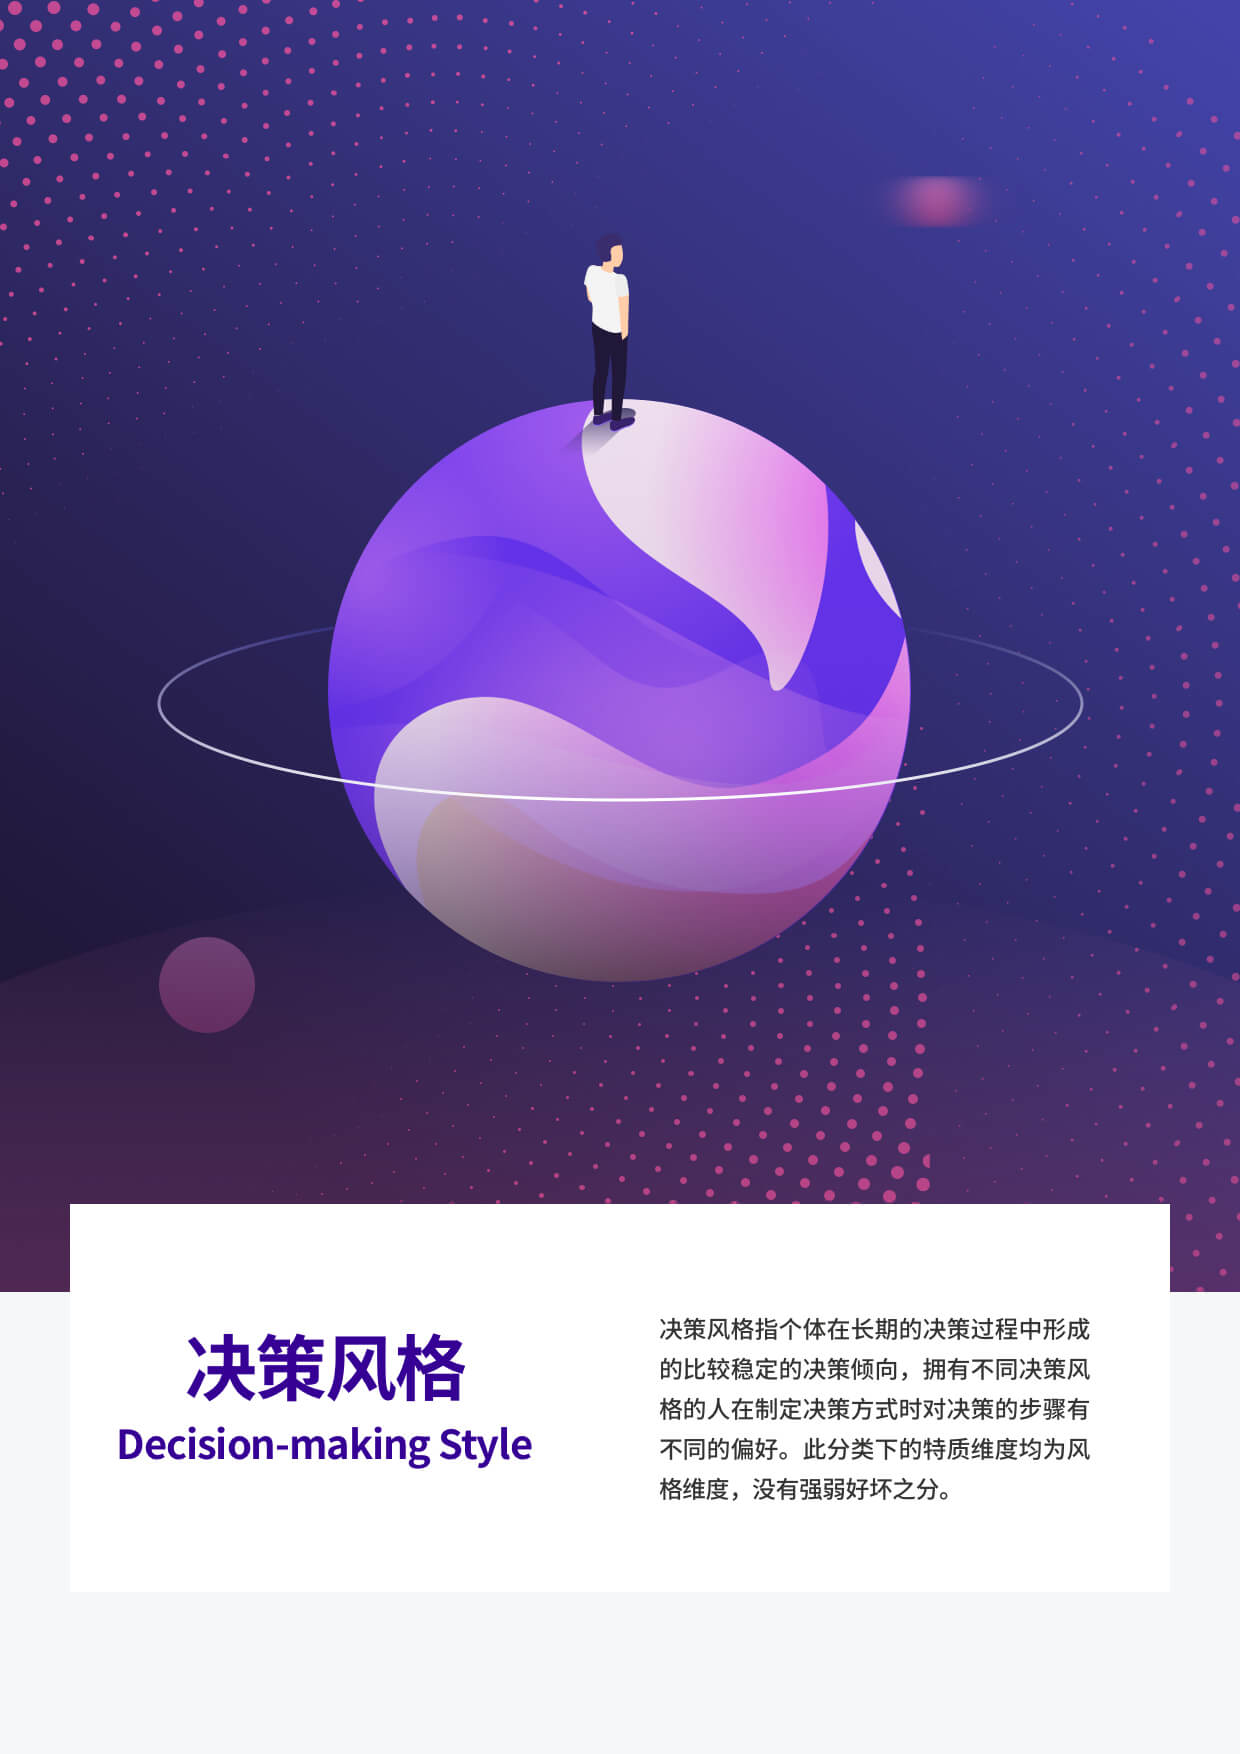 决策风格
Decision-making Style
决策风格指个体在长期的决策过程中形成
的比较稳定的决策倾向，拥有不同决策风
格的人在制定决策方式时对决策的步骤有
不同的偏好。此分类下的特质维度均为风
格维度，没有强弱好坏之分。